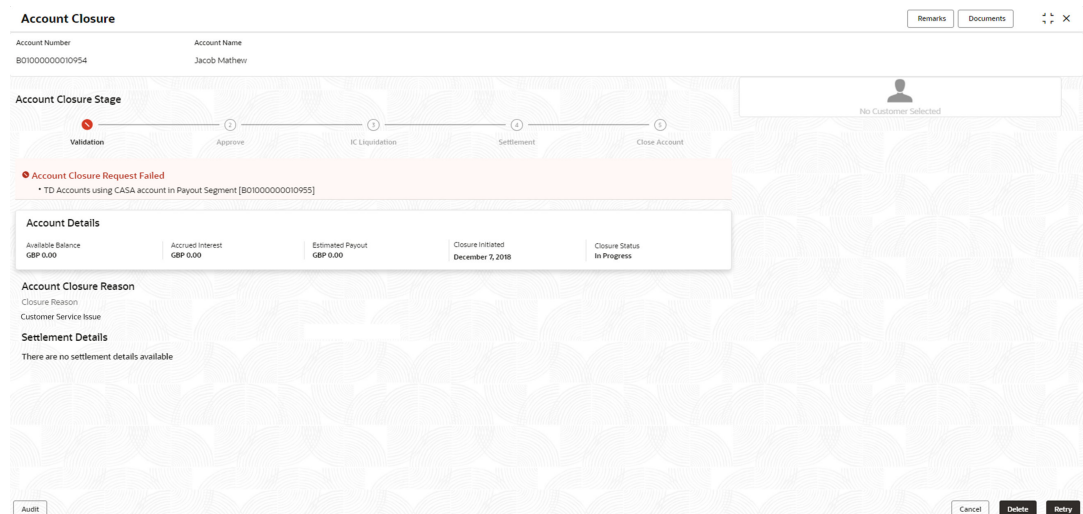 Account Closure
Remarks
Documents
Account Number
Account Name
B01000000010954
Jacob Mathew
No Customer Selected
Account Closure Stage
2
3
4
5
Validation
Approve
IC Liquidation
Settlement
Close Account
Account Closure Request Failed
• TD Accounts using CASA account in Payout Segment [B01000000010955]
Account Details
Available Balance
Accrued Interest
Estimated Payout
Closure Initiated
Closure Status
GBP 0.00
GBP 0.00
GBP 0.00
December 7, 2018
In Progress
Account Closure Reason
Closure Reason
Customer Service Issue
Settlement Details
There are no settlement details available
Audit
Cancel
Delete
Retry